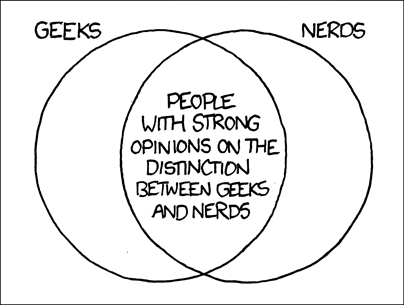 GEEKS
NERDS
PEOPLE
WITH STRONG
OPINIONS ON THE
DISTINCTION
BETWEEN GEEKS
AND NERDS